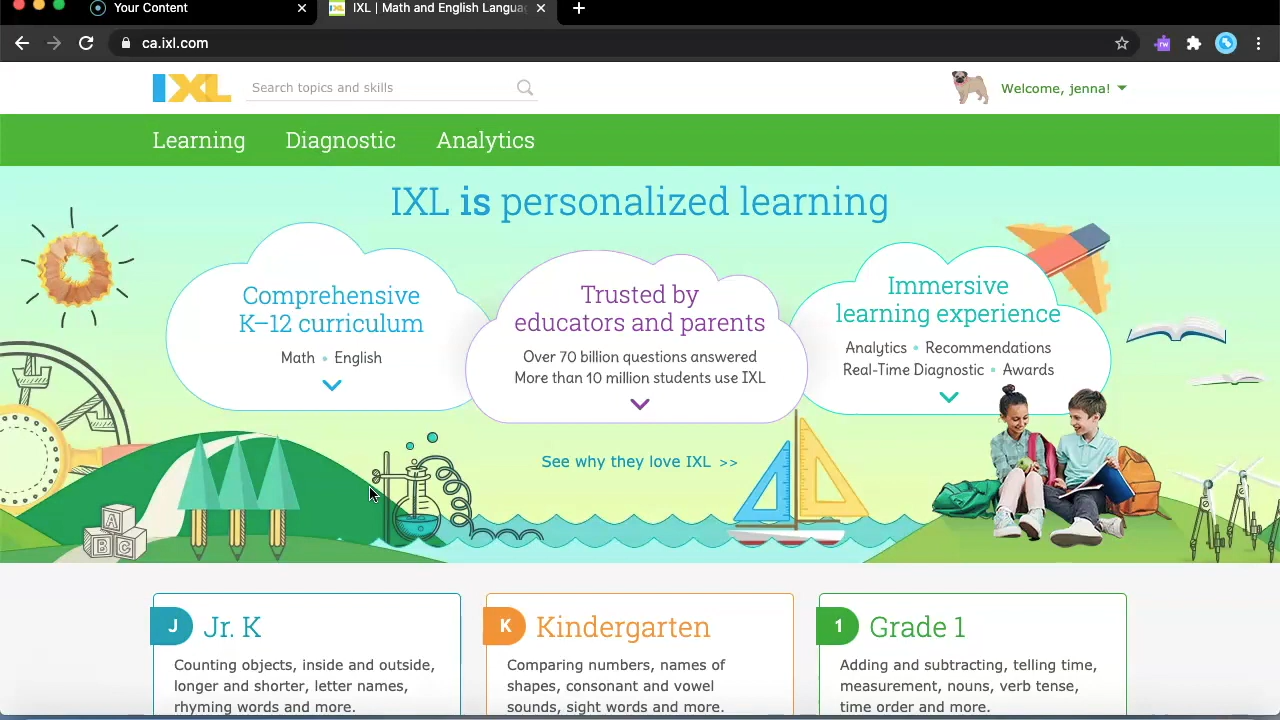 Your Content
IXL | Math and English Langua
ca.ixl.com
IXL
Search topics and skills
Welcome, jenna!
Learning
Diagnostic
Analytics
IXL is personalized learning
Comprehensive
K–12 curriculum
Math • English
Trusted by
educators and parents
Over 70 billion questions answered
More than 10 million students use IXL
Immersive
learning experience
Analytics • Recommendations
Real-Time Diagnostic • Awards
See why they love IXL >>
A
B C
J Jr. K
Counting objects, inside and outside,
longer and shorter, letter names,
rhyming words and more.
K Kindergarten
Comparing numbers, names of
shapes, consonant and vowel
sounds, sight words and more.
1 Grade 1
Adding and subtracting, telling time,
measurement, nouns, verb tense,
time order and more.